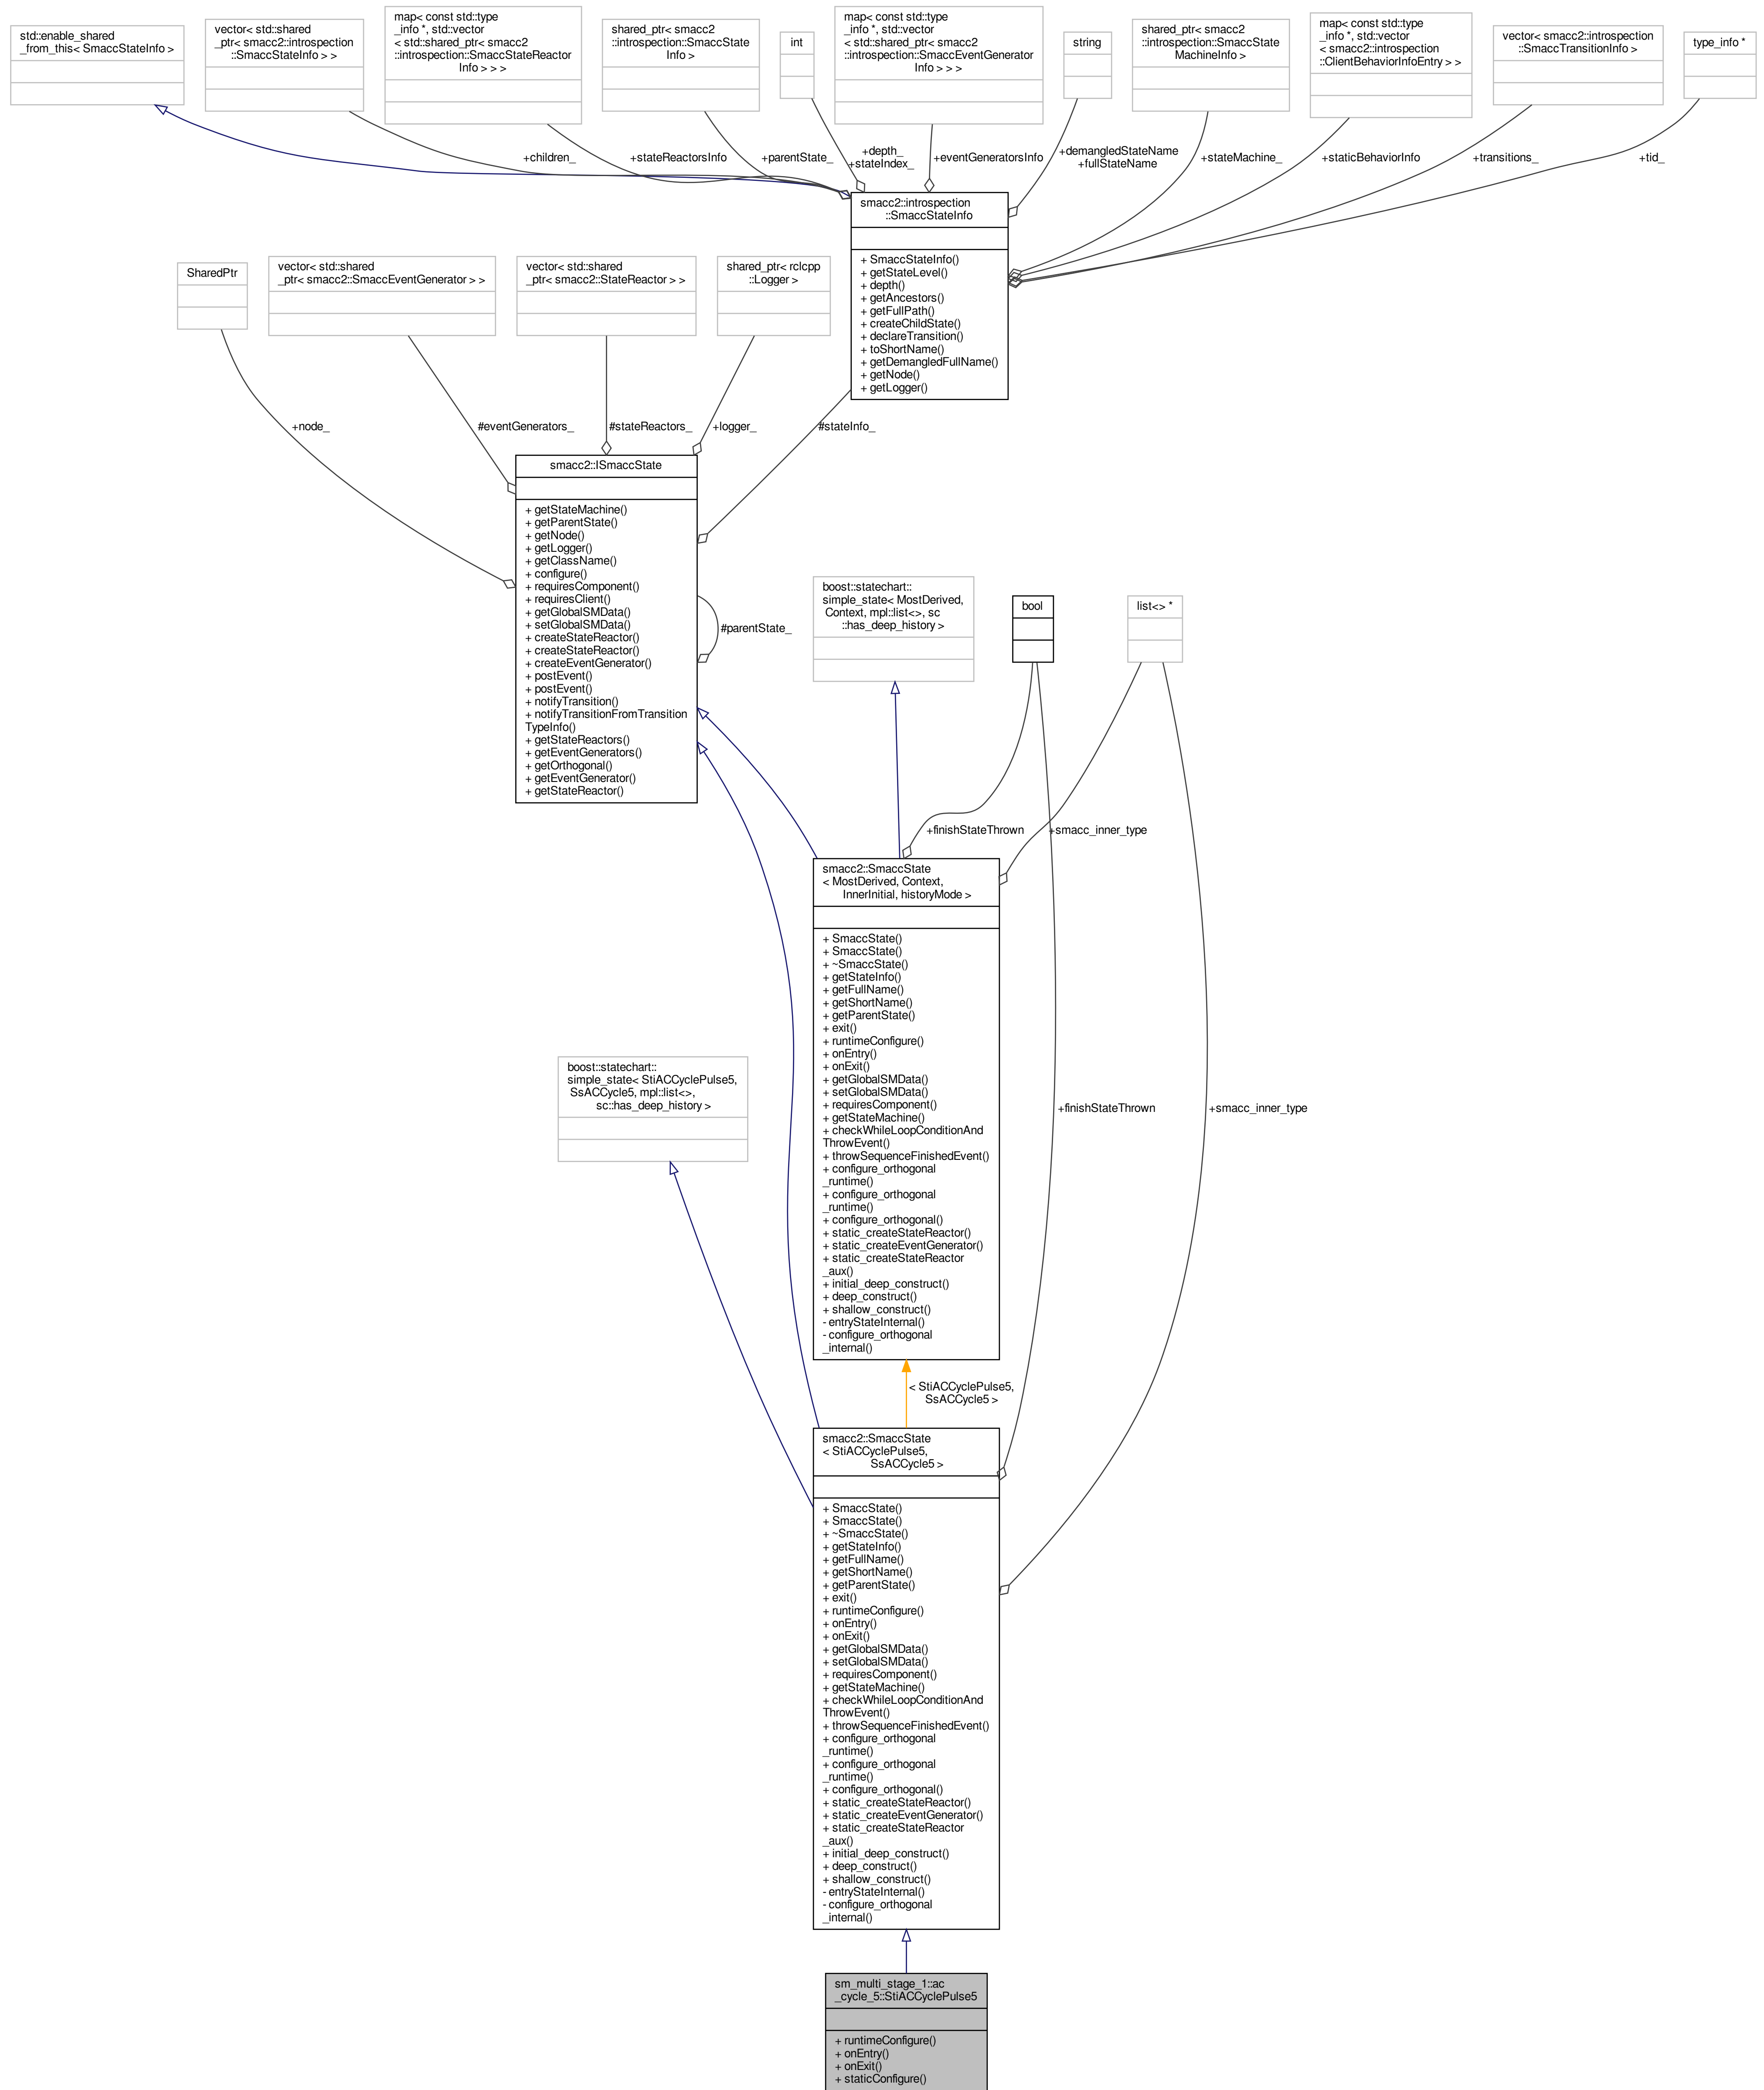 std::enable_shared
_from_this< SmaccStateInfo >
vector< std::shared
_ptr< smacc2::introspection
::SmaccStateInfo > >
map< const std::type
_info *, std::vector
< std::shared_ptr< smacc2
::introspection::SmaccStateReactor
Info > > >
shared_ptr< smacc2
::introspection::SmaccState
Info >
int
map< const std::type
_info *, std::vector
< std::shared_ptr< smacc2
::introspection::SmaccEventGenerator
Info > > >
string
shared_ptr< smacc2
::introspection::SmaccState
MachineInfo >
map< const std::type
_info *, std::vector
< smacc2::introspection
::ClientBehaviorInfoEntry > >
vector< smacc2::introspection
::SmaccTransitionInfo >
type_info *
+children_
+stateReactorsInfo
+parentState_
+depth_
+stateIndex_
+eventGeneratorsInfo
+demangledStateName
+fullStateName
+stateMachine_
+staticBehaviorInfo
+transitions_
+tid_
smacc2::introspection
::SmaccStateInfo
+ SmaccStateInfo()
+ getStateLevel()
+ depth()
+ getAncestors()
+ getFullPath()
+ createChildState()
+ declareTransition()
+ toShortName()
+ getDemangledFullName()
+ getNode()
+ getLogger()
SharedPtr
vector< std::shared
_ptr< smacc2::SmaccEventGenerator > >
vector< std::shared
_ptr< smacc2::StateReactor > >
shared_ptr< rclcpp
::Logger >
+node_
#eventGenerators_
#stateReactors_
+logger_
#stateInfo_
smacc2::ISmaccState
+ getStateMachine()
+ getParentState()
+ getNode()
+ getLogger()
+ getClassName()
+ configure()
+ requiresComponent()
+ requiresClient()
+ getGlobalSMData()
+ setGlobalSMData()
+ createStateReactor()
+ createStateReactor()
+ createEventGenerator()
+ postEvent()
+ postEvent()
+ notifyTransition()
+ notifyTransitionFromTransition
TypeInfo()
+ getStateReactors()
+ getEventGenerators()
+ getOrthogonal()
+ getEventGenerator()
+ getStateReactor()
#parentState_
boost::statechart::
simple_state< MostDerived,
Context, mpl::list<>, sc
::has_deep_history >
bool
list<> *
+finishStateThrown
+smacc_inner_type
smacc2::SmaccState
< MostDerived, Context,
InnerInitial, historyMode >
+ SmaccState()
+ SmaccState()
+ ~SmaccState()
+ getStateInfo()
+ getFullName()
+ getShortName()
+ getParentState()
+ exit()
+ runtimeConfigure()
+ onEntry()
+ onExit()
+ getGlobalSMData()
+ setGlobalSMData()
+ requiresComponent()
+ getStateMachine()
+ checkWhileLoopConditionAnd
ThrowEvent()
+ throwSequenceFinishedEvent()
+ configure_orthogonal
_runtime()
+ configure_orthogonal
_runtime()
+ configure_orthogonal()
+ static_createStateReactor()
+ static_createEventGenerator()
+ static_createStateReactor
_aux()
+ initial_deep_construct()
+ deep_construct()
+ shallow_construct()
- entryStateInternal()
- configure_orthogonal
_internal()
boost::statechart::
simple_state< StiACCyclePulse5,
SsACCycle5, mpl::list<>,
sc::has_deep_history >
+finishStateThrown
+smacc_inner_type
< StiACCyclePulse5,
SsACCycle5 >
smacc2::SmaccState
< StiACCyclePulse5,
SsACCycle5 >
+ SmaccState()
+ SmaccState()
+ ~SmaccState()
+ getStateInfo()
+ getFullName()
+ getShortName()
+ getParentState()
+ exit()
+ runtimeConfigure()
+ onEntry()
+ onExit()
+ getGlobalSMData()
+ setGlobalSMData()
+ requiresComponent()
+ getStateMachine()
+ checkWhileLoopConditionAnd
ThrowEvent()
+ throwSequenceFinishedEvent()
+ configure_orthogonal
_runtime()
+ configure_orthogonal
_runtime()
+ configure_orthogonal()
+ static_createStateReactor()
+ static_createEventGenerator()
+ static_createStateReactor
_aux()
+ initial_deep_construct()
+ deep_construct()
+ shallow_construct()
- entryStateInternal()
- configure_orthogonal
_internal()
sm_multi_stage_1::ac
_cycle_5::StiACCyclePulse5
+ runtimeConfigure()
+ onEntry()
+ onExit()
+ staticConfigure()